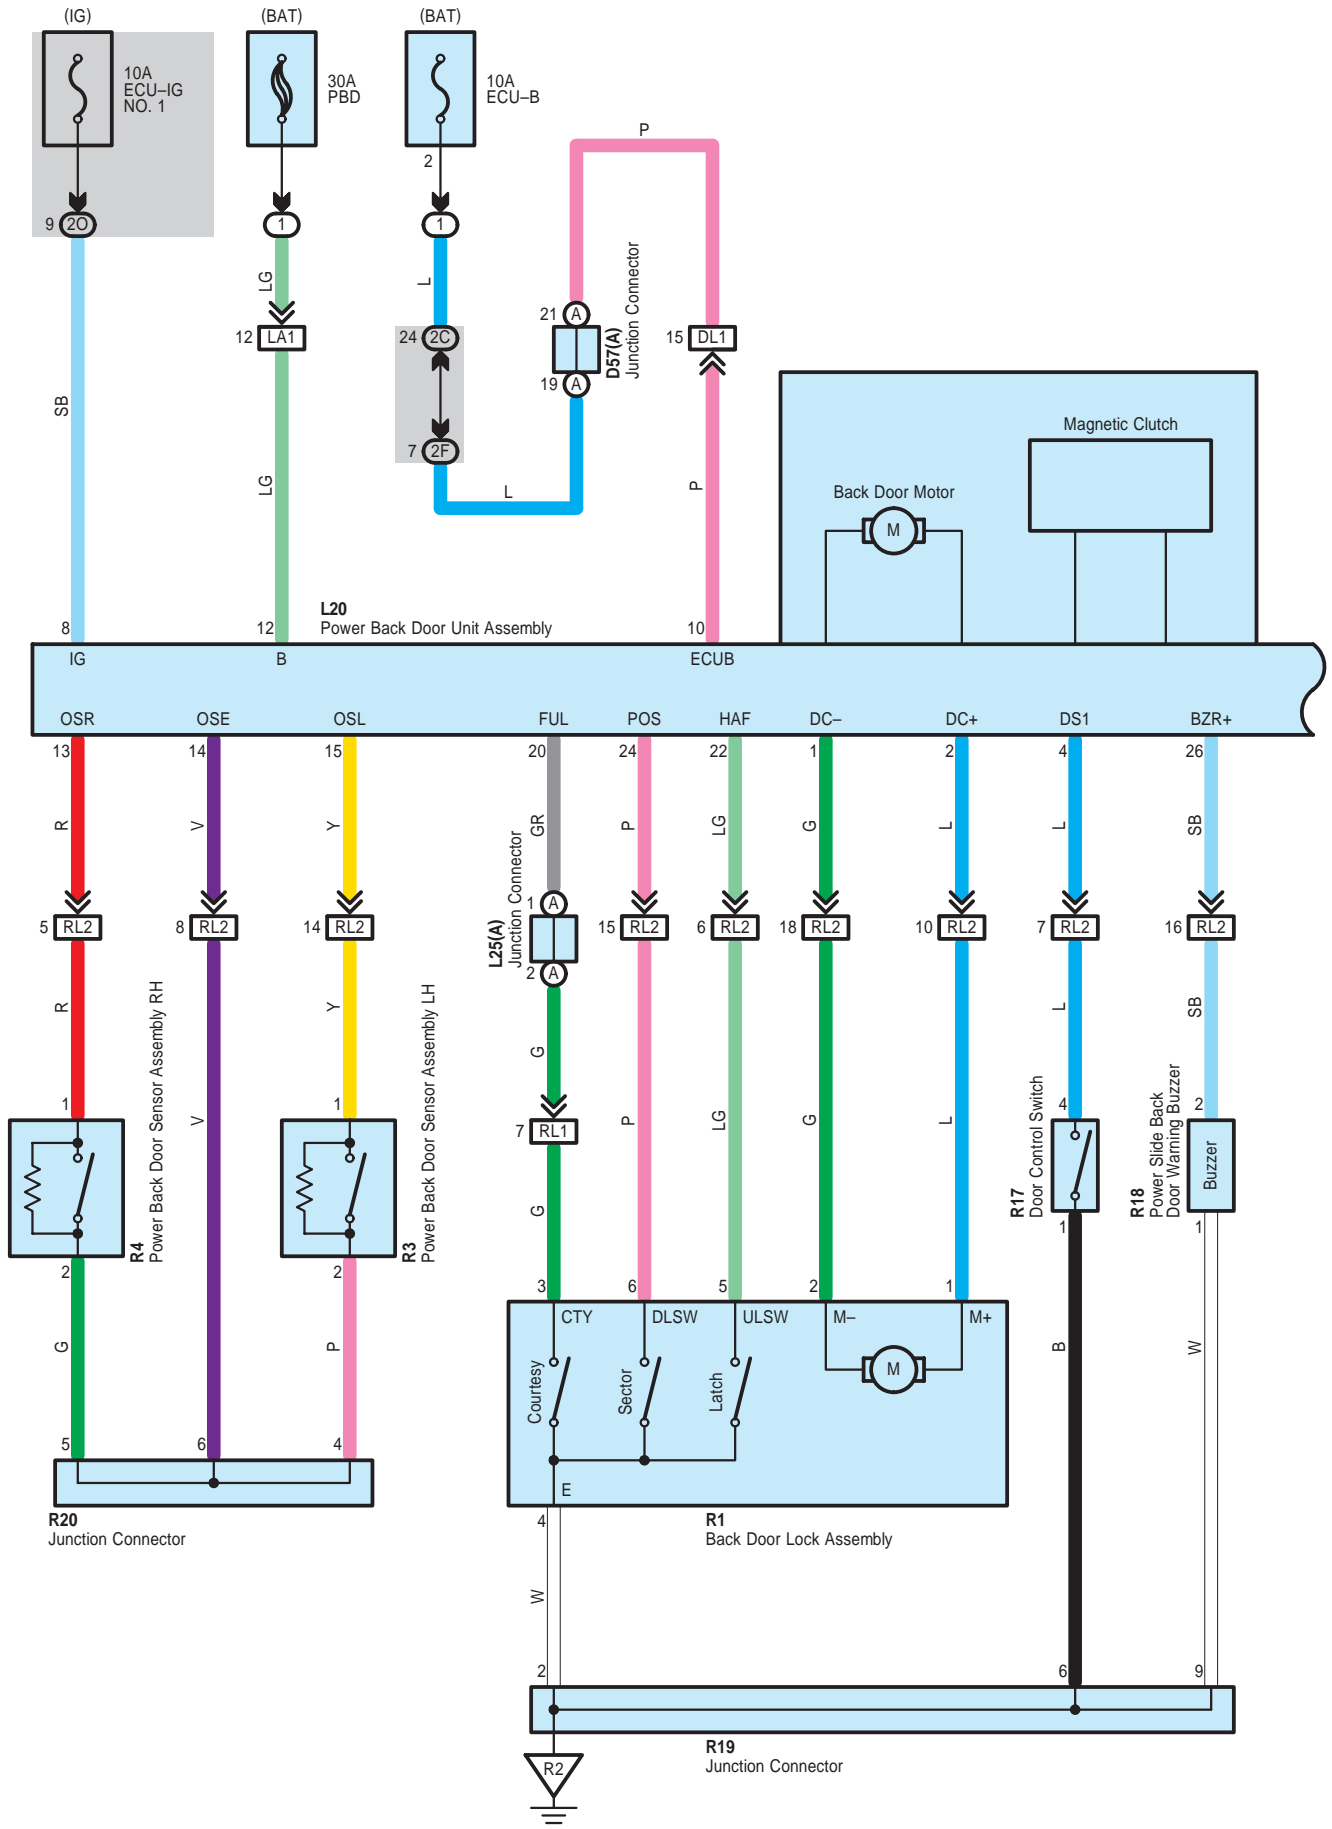 (IG)
(BAT)
(BAT)
10A
ECU–IG
NO. 1
30A
PBD
10A
ECU–B
2
P
9
2O
1
1
LG
L
21
A
D57(A)
Junction Connector
12
LA1
24
2C
15
DL1
19
A
SB
7
2F
Magnetic Clutch
LG
L
P
Back Door Motor
M
L20
Power Back Door Unit Assembly
8
12
10
IG
B
ECUB
OSR
OSE
OSL
FUL
POS
HAF
DC–
DC+
DS1
BZR+
13
14
15
20
24
22
1
2
4
26
R
V
Y
GR
P
LG
G
L
L
SB
1
A
L25(A)
Junction Connector
2
A
5
RL2
8
RL2
14
RL2
15
RL2
6
RL2
18
RL2
10
RL2
7
RL2
16
RL2
R
Y
L
SB
G
1
1
4
2
R4
Power Back Door Sensor Assembly RH
V
R3
Power Back Door Sensor Assembly LH
7
RL1
P
LG
G
L
R17
Door Control Switch
R18
Power Slide Back
Door Warning Buzzer
Buzzer
G
1
1
2
2
3
6
5
2
1
CTY
DLSW
ULSW
M–
M+
G
P
B
W
Courtesy
Sector
Latch
M
5
6
4
E
R20
Junction Connector
4
R1
Back Door Lock Assembly
W
2
6
9
R19
Junction Connector
R2